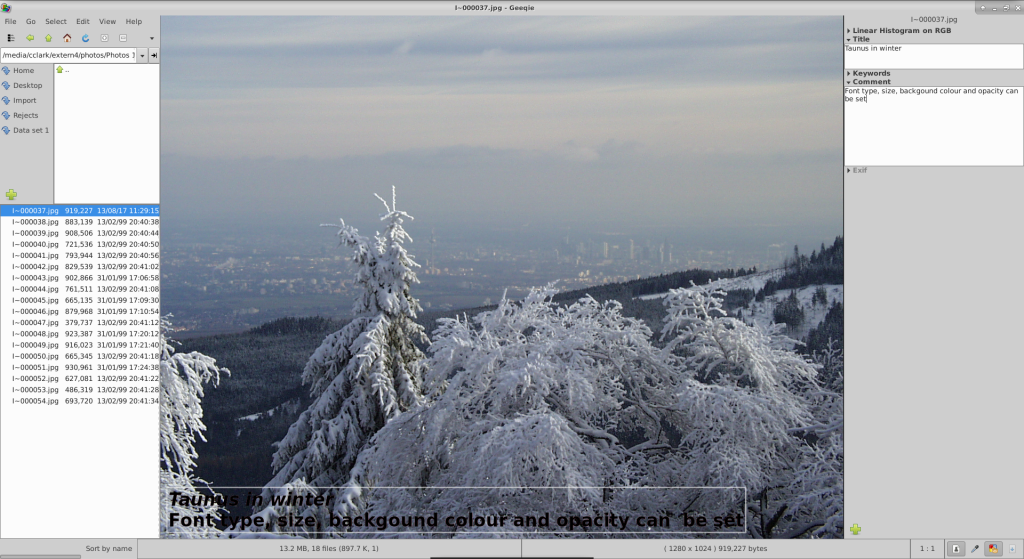 I~000037.jpg - Geeqie
File Go Select Edit View Help
/media/cclark/extern4/photos/Photos 1
Home
Desktop
Import
Rejects
Data set 1
..
I~000037.jpg 919,227 13/08/17 11:29:15
I~000038.jpg 883,139 13/02/99 20:40:38
I~000039.jpg 908,506 13/02/99 20:40:44
I~000040.jpg 721,536 13/02/99 20:40:50
I~000041.jpg 793,944 13/02/99 20:40:56
I~000042.jpg 829,539 13/02/99 20:41:02
I~000043.jpg 902,866 31/01/99 17:06:58
I~000044.jpg 761,511 13/02/99 20:41:08
I~000045.jpg 665,135 31/01/99 17:09:30
I~000046.jpg 879,968 31/01/99 17:10:54
I~000047.jpg 379,737 13/02/99 20:41:12
I~000048.jpg 923,387 31/01/99 17:20:12
I~000049.jpg 916,023 31/01/99 17:21:40
I~000050.jpg 665,345 13/02/99 20:41:18
I~000051.jpg 930,961 31/01/99 17:24:38
I~000052.jpg 627,081 13/02/99 20:41:22
I~000053.jpg 486,319 13/02/99 20:41:28
I~000054.jpg 693,720 13/02/99 20:41:34
Taunus in winter
Font type, size, backgound colour and opacity can be set
I~000037.jpg
Linear Histogram on RGB
Title
Taunus in winter
Keywords
Comment
Font type, size, backgound colour and opacity can
be set
Exif
Sort by name
13.2 MB, 18 files (897.7 K, 1)
( 1280 x 1024 ) 919,227 bytes
1 : 1